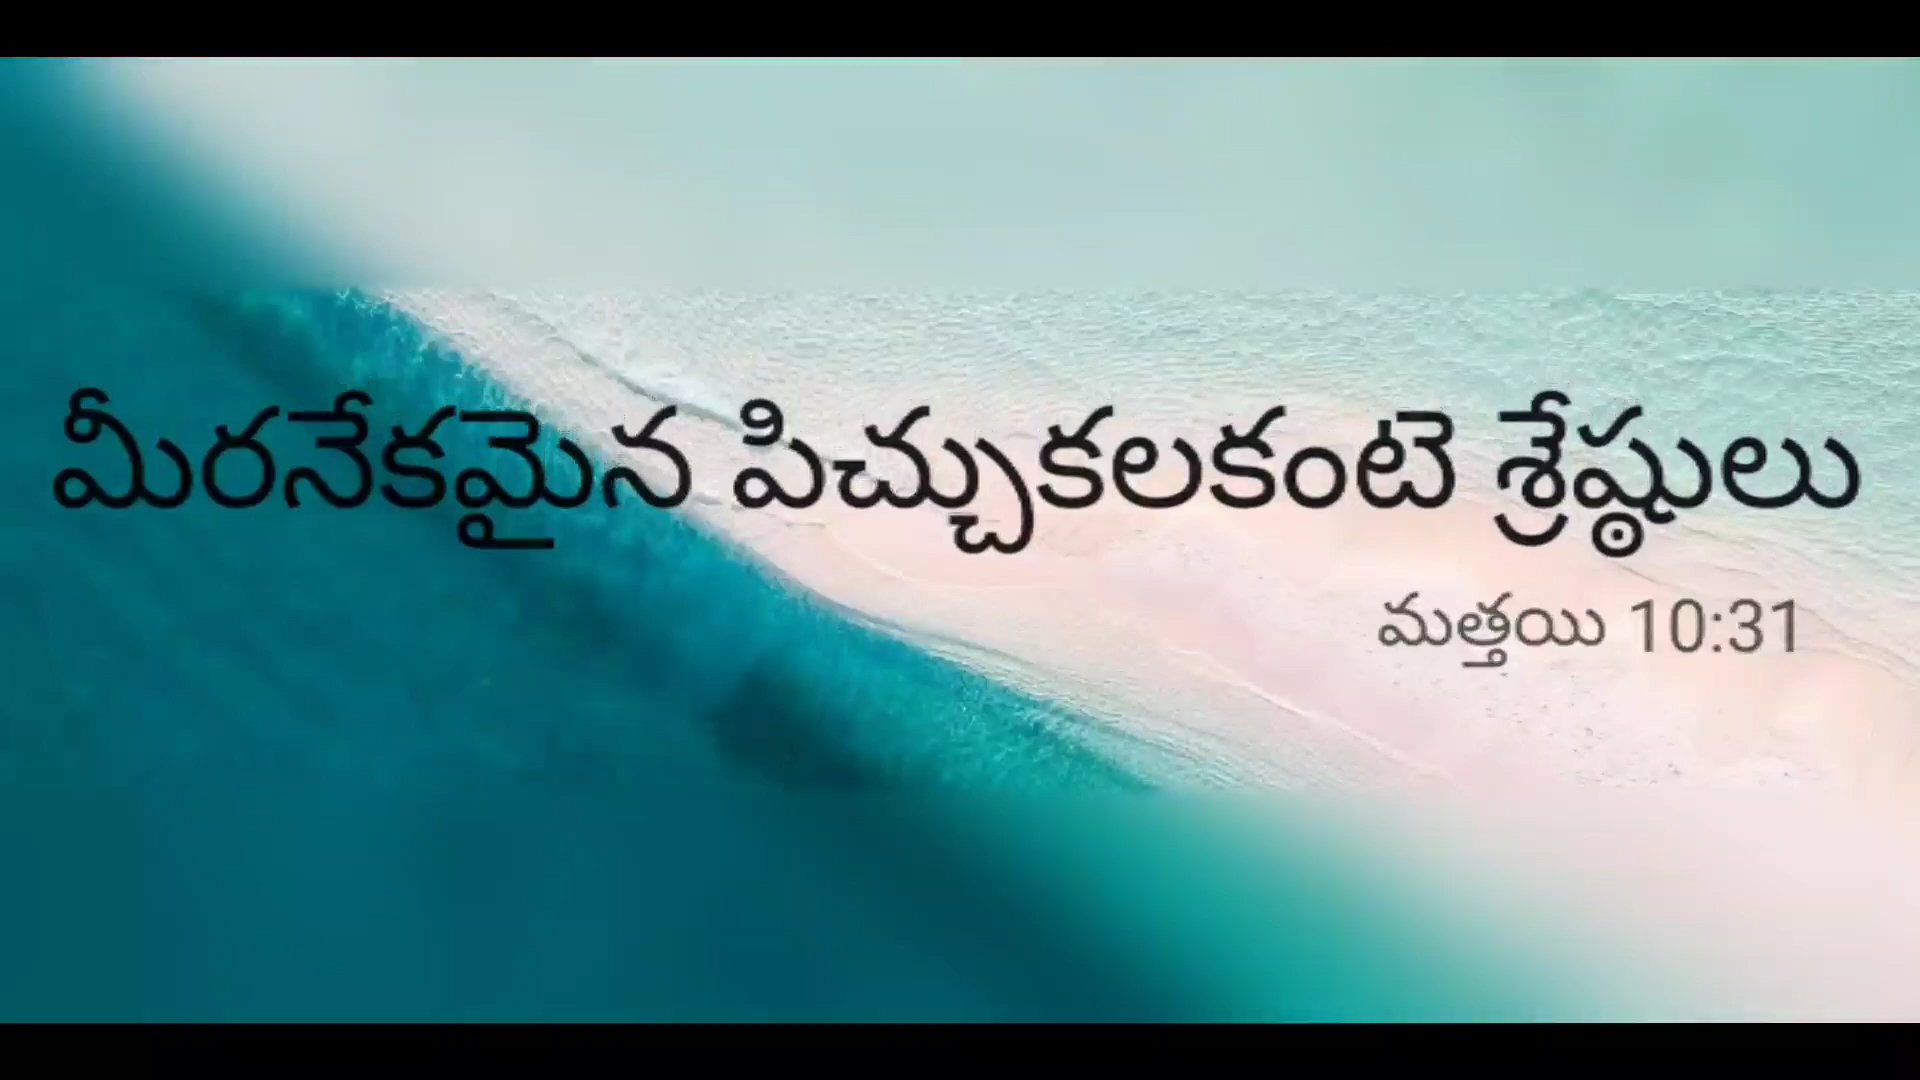 మీరనేకమైన పిచ్చుకలకంటె శ్రేష్ఠులు
మత్తయి 10:31